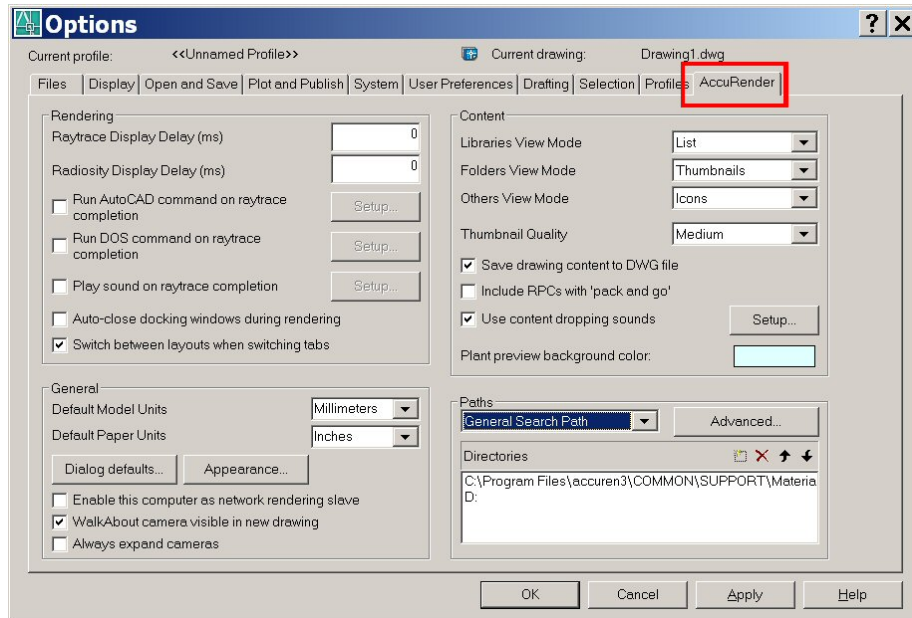 Options
Current profile: <<Unnamed Profile>> Current drawing: Drawing1.dwg
Files Display Open and Save Plot and Publish System User Preferences Drafting Selection Profiles AccuRender
Rendering
Raytrace Display Delay (ms) 0
Radiosity Display Delay (ms) 0
Run AutoCAD command on raytrace
completion
Setup...
Run DOS command on raytrace
completion
Setup...
Play sound on raytrace completion Setup...
Auto-close docking windows during rendering
Switch between layouts when switching tabs
General
Default Model Units Millimeters
Default Paper Units Inches
Dialog defaults... Appearance...
Enable this computer as network rendering slave
WalkAbout camera visible in new drawing
Always expand cameras
Content
Libraries View Mode List
Folders View Mode Thumbnails
Others View Mode Icons
Thumbnail Quality Medium
Save drawing content to DWG file
Include RPCs with 'pack and go'
Use content dropping sounds Setup...
Plant preview background color:
Paths
General Search Path Advanced...
Directories
C:\Program Files\accuren3\COMMON\SUPPORT\Materia
D:
OK Cancel Apply Help